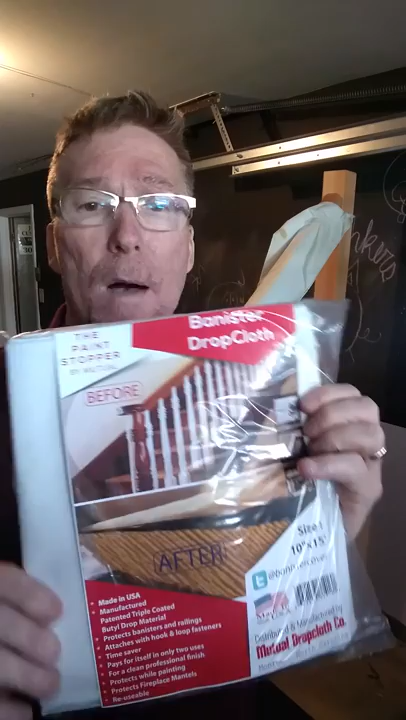 THE
PAINT
STOPPER
BY MUTUAL
Banister
DropCloth
BEFORE
AFTER
Size:
10"x15"
@banistercover
• Made in USA
• Manufactured
Patented Triple Coated
Butyl Drop Material
• Protects banisters and railings
• Attaches with hook & loop fasteners
• Time saver
• Pays for itself in only two uses
• For a clean professional finish
• Protects while painting
• Protects Fireplace Mantels
• Re-useable
Distributed & Manufactured by
Mutual Dropcloth Co.